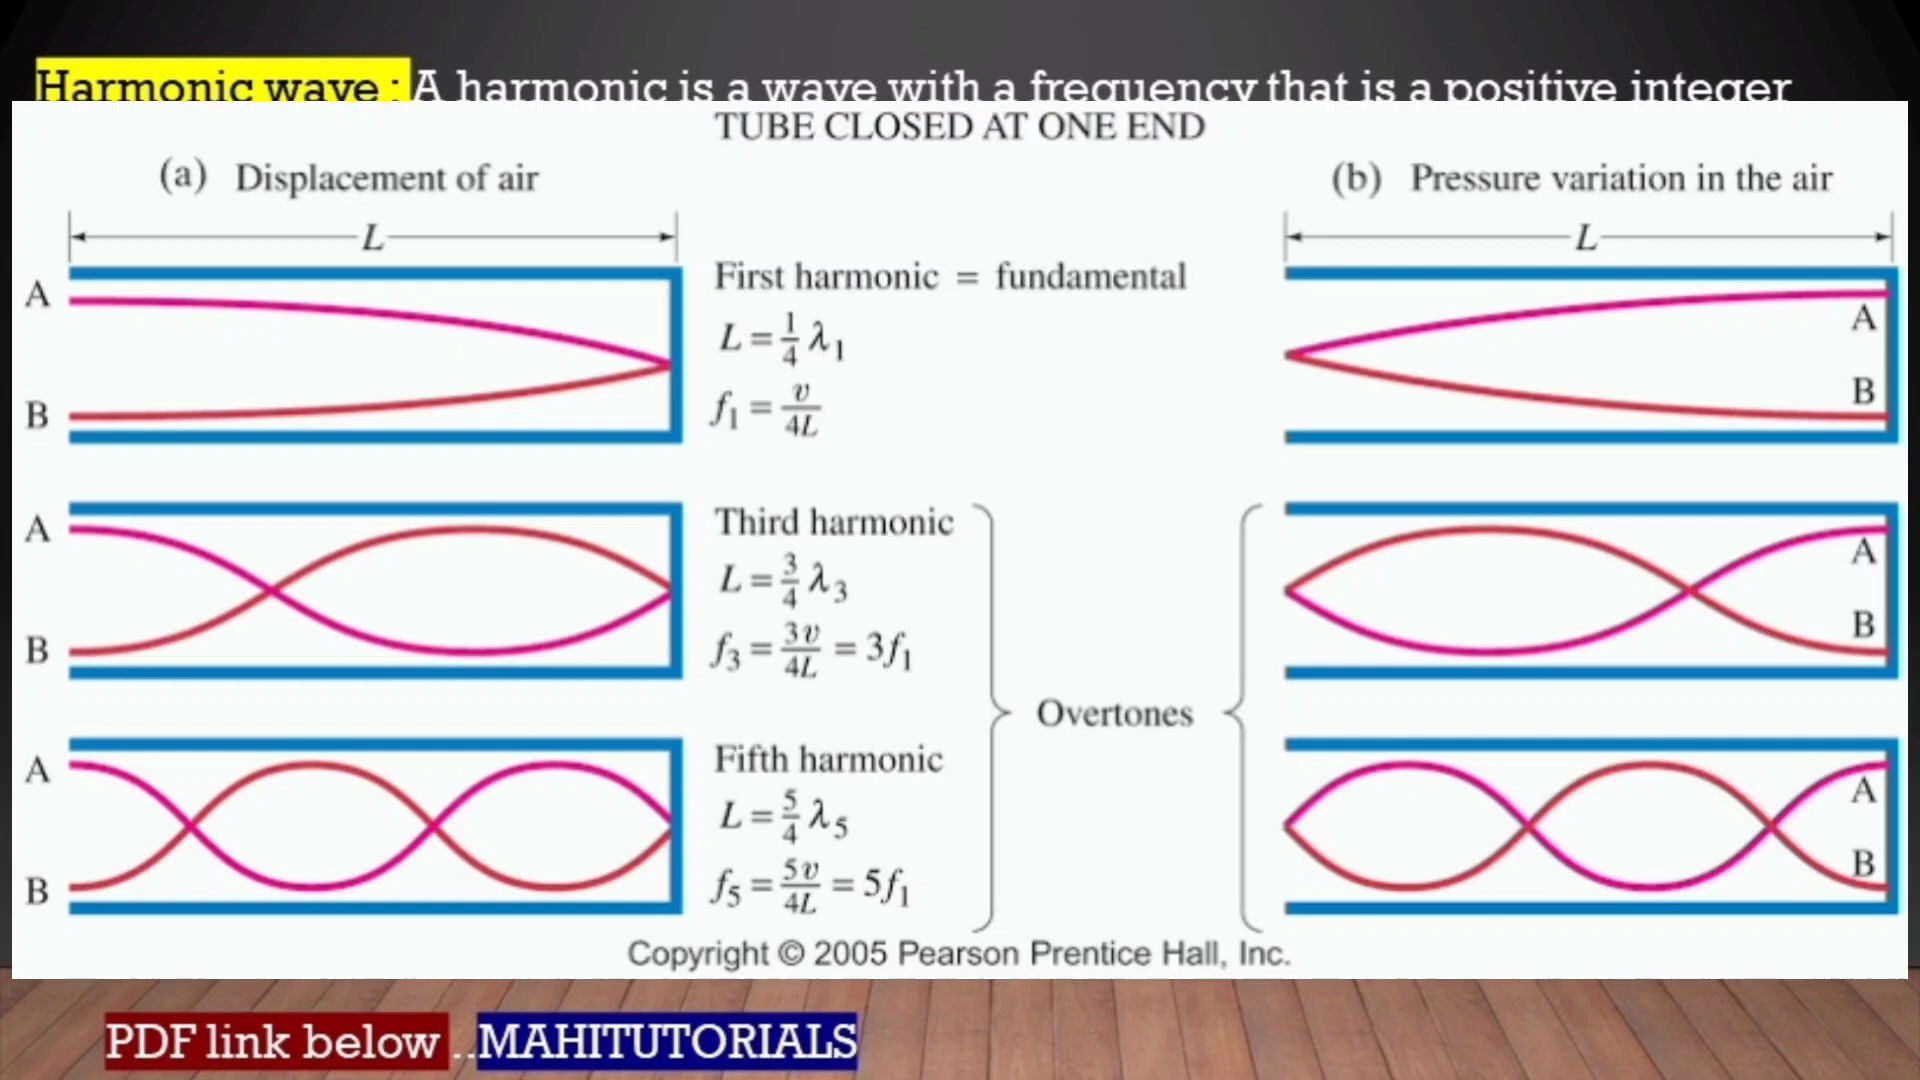 Harmonic wave : A harmonic is a wave with a frequency that is a positive integer
TUBE CLOSED AT ONE END
(a) Displacement of air
(b) Pressure variation in the air
L
L
A
B
First harmonic = fundamental
L = 1/4 λ₁
f₁ = v/4L
A
B
A
B
Third harmonic
L = 3/4 λ₃
f₃ = 3v/4L = 3f₁
A
B
Overtones
A
B
Fifth harmonic
L = 5/4 λ₅
f₅ = 5v/4L = 5f₁
A
B
Copyright © 2005 Pearson Prentice Hall, Inc.
PDF link below ..MAHITUTORIALS